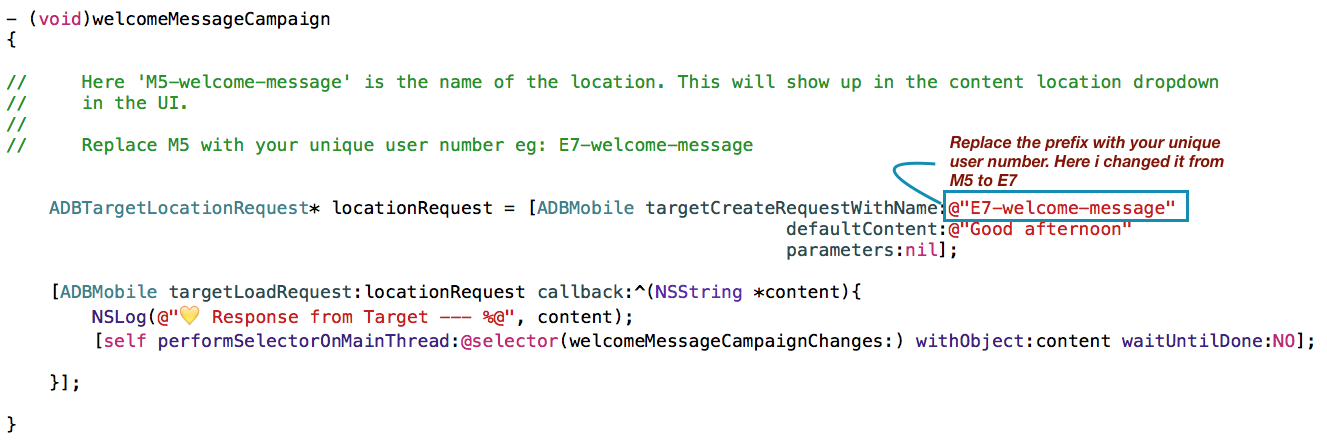 - (void)welcomeMessageCampaign
{
//     Here 'M5-welcome-message' is the name of the location. This will show up in the content location dropdown
//     in the UI.
//
//     Replace M5 with your unique user number eg: E7-welcome-message
Replace the prefix with your unique
user number. Here i changed it from
M5 to E7
ADBTargetLocationRequest* locationRequest = [ADBMobile targetCreateRequestWithName:@"E7-welcome-message"
defaultContent:@"Good afternoon"
parameters:nil];
[ADBMobile targetLoadRequest:locationRequest callback:^(NSString *content){
NSLog(@"💛 Response from Target --- %@", content);
[self performSelectorOnMainThread:@selector(welcomeMessageCampaignChanges:) withObject:content waitUntilDone:NO];
}];
}